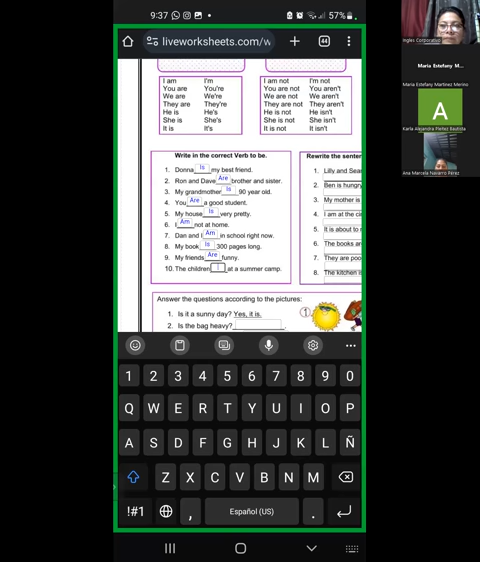 9:37
57%
liveworksheets.com/w
44
I am I'm
You are You're
We are We're
They are They're
He is He's
She is She's
It is It's
I am not I'm not
You are not You aren't
We are not We aren't
They are not They aren't
He is not He isn't
She is not She isn't
It is not It isn't
Write in the correct Verb to be.
1. Donna Is my best friend.
2. Ron and Dave Are brother and sister.
3. My grandmother Is 90 year old.
4. You Are a good student.
5. My house Is very pretty.
6. I Am not at home.
7. Dan and I Am in school right now.
8. My book Is 300 pages long.
9. My friends Are funny.
10. The children at a summer camp.
Rewrite the senter
1. Lilly and Sea
2. Ben is hungry
3. My mother is
4. I am at the ci
5. It is about to
6. The books ar
7. They are poo
8. The kitchen is
Answer the questions according to the pictures:
1. Is it a sunny day? Yes, it is.
2. Is the bag heavy?
1
1 2 3 4 5 6 7 8 9 0
Q W E R T Y U I O P
A S D F G H J K L Ñ
Z X C V B N M
!#1 , Español (US) .
Ingles Corporativo
Maria Estefany M...
Maria Estefany Martinez Merino
A
Karla Alejandra Pleitez Bautista
Ana Marcela Navarro Pérez